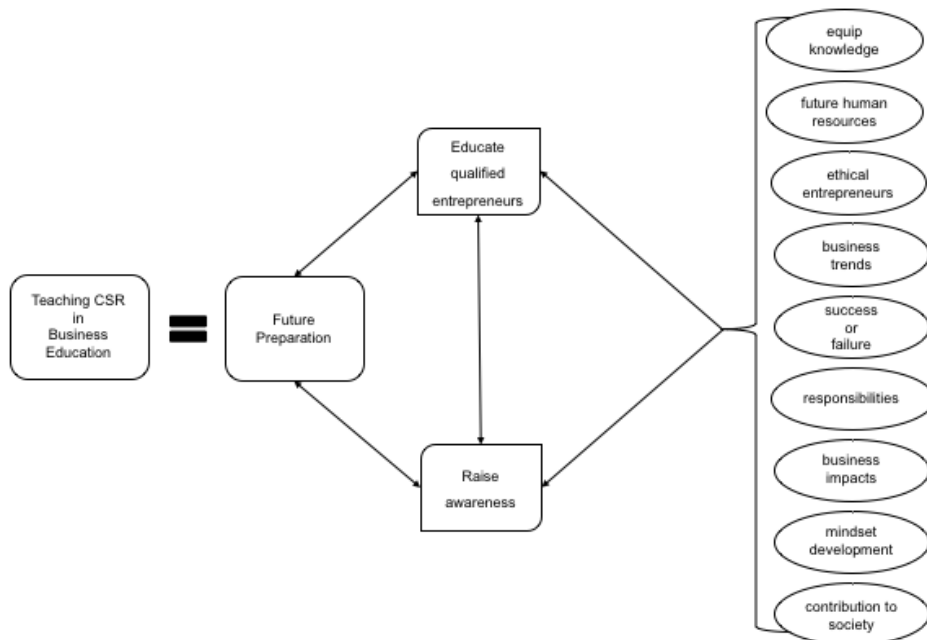 Teaching CSR
in
Business
Education
Future
Preparation
Educate
qualified
entrepreneurs
Raise
awareness
equip
knowledge
future human
resources
ethical
entrepreneurs
business
trends
success
or
failure
responsibilities
business
impacts
mindset
development
contribution to
society